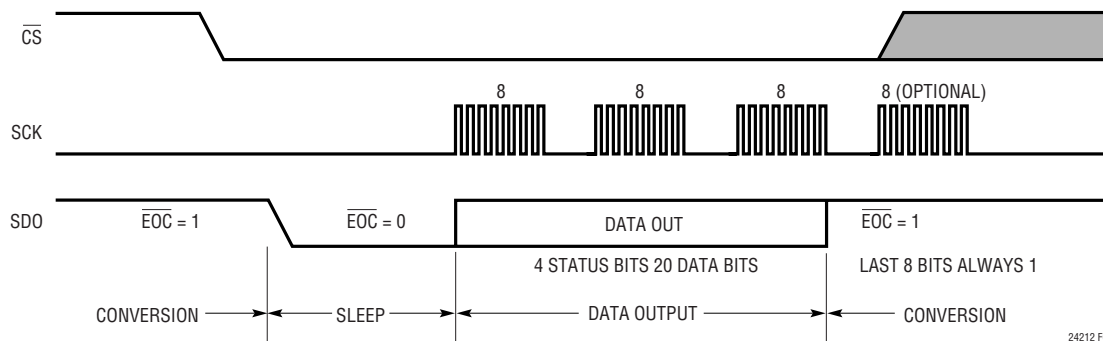 CS
8 8 8 8 (OPTIONAL)
SCK
SDO EOC = 1 EOC = 0 DATA OUT EOC = 1
4 STATUS BITS 20 DATA BITS LAST 8 BITS ALWAYS 1
CONVERSION SLEEP DATA OUTPUT CONVERSION
24212 F